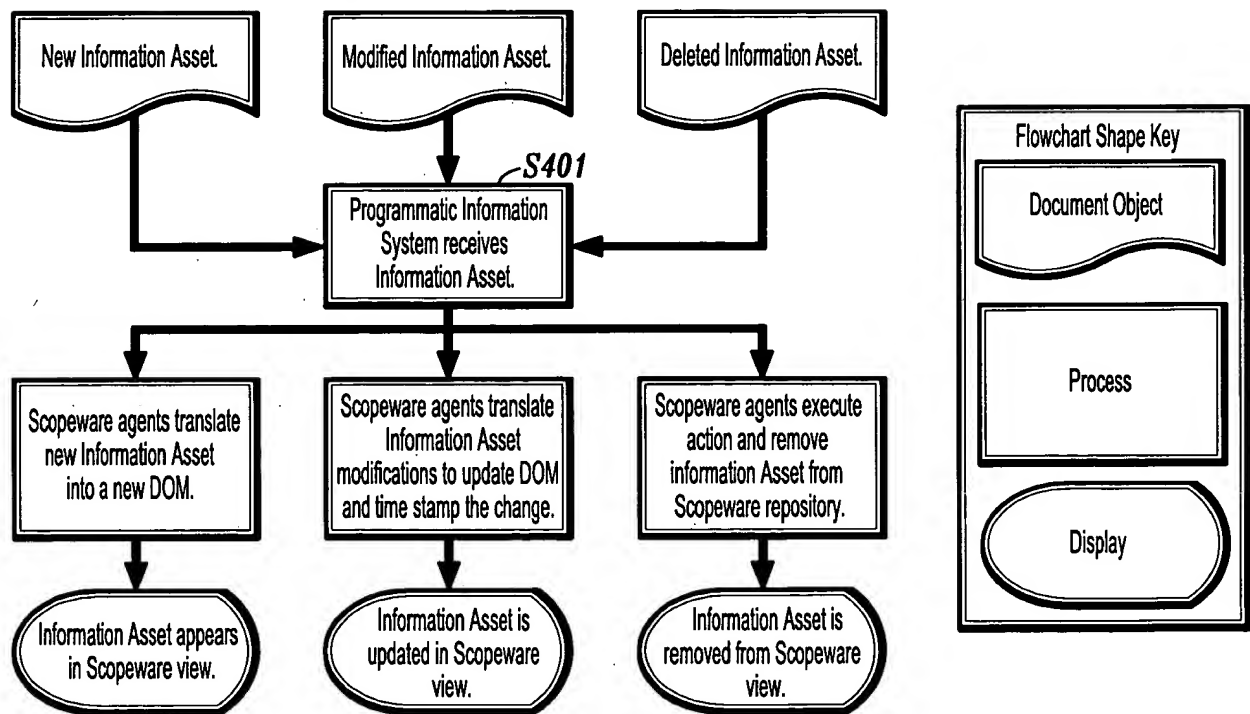 New Information Asset.
Modified Information Asset.
Deleted Information Asset.
S401
Programmatic Information
System receives
Information Asset.
Scopeware agents translate
new Information Asset
into a new DOM.
Scopeware agents translate
Information Asset
modifications to update DOM
and time stamp the change.
Scopeware agents execute
action and remove
information Asset from
Scopeware repository.
Information Asset appears
in Scopeware view.
Information Asset is
updated in Scopeware
view.
Information Asset is
removed from Scopeware
view.
Flowchart Shape Key
Document Object
Process
Display